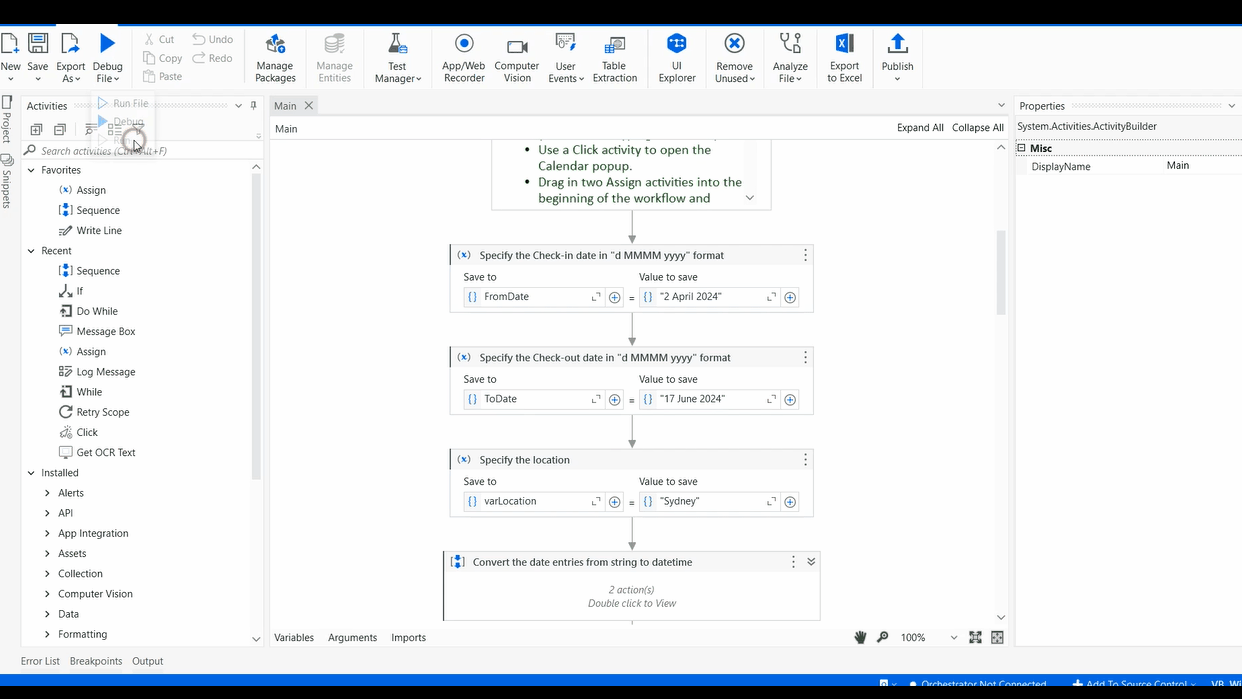 New
Save
Export As
Debug File
Cut
Copy
Paste
Undo
Redo
Manage Packages
Manage Entities
Test Manager
App/Web Recorder
Computer Vision
User Events
Table Extraction
UI Explorer
Remove Unused
Analyze File
Export to Excel
Publish
Project
Snippets
Activities
Run File
Debug
Search activities (Ctrl+Alt+F)
Favorites
Assign
Sequence
Write Line
Recent
Sequence
If
Do While
Message Box
Assign
Log Message
While
Retry Scope
Click
Get OCR Text
Installed
Alerts
API
App Integration
Assets
Collection
Computer Vision
Data
Formatting
Main
Main
Expand All
Collapse All
• Use a Click activity to open the
Calendar popup.
• Drag in two Assign activities into the
beginning of the workflow and
Specify the Check-in date in "d MMMM yyyy" format
Save to
Value to save
FromDate
=
"2 April 2024"
Specify the Check-out date in "d MMMM yyyy" format
Save to
Value to save
ToDate
=
"17 June 2024"
Specify the location
Save to
Value to save
varLocation
=
"Sydney"
Convert the date entries from string to datetime
2 action(s)
Double click to View
Variables
Arguments
Imports
100%
Properties
System.Activities.ActivityBuilder
Misc
DisplayName
Main
Error List
Breakpoints
Output
Orchestrator Not Connected
Add To Source Control
VB